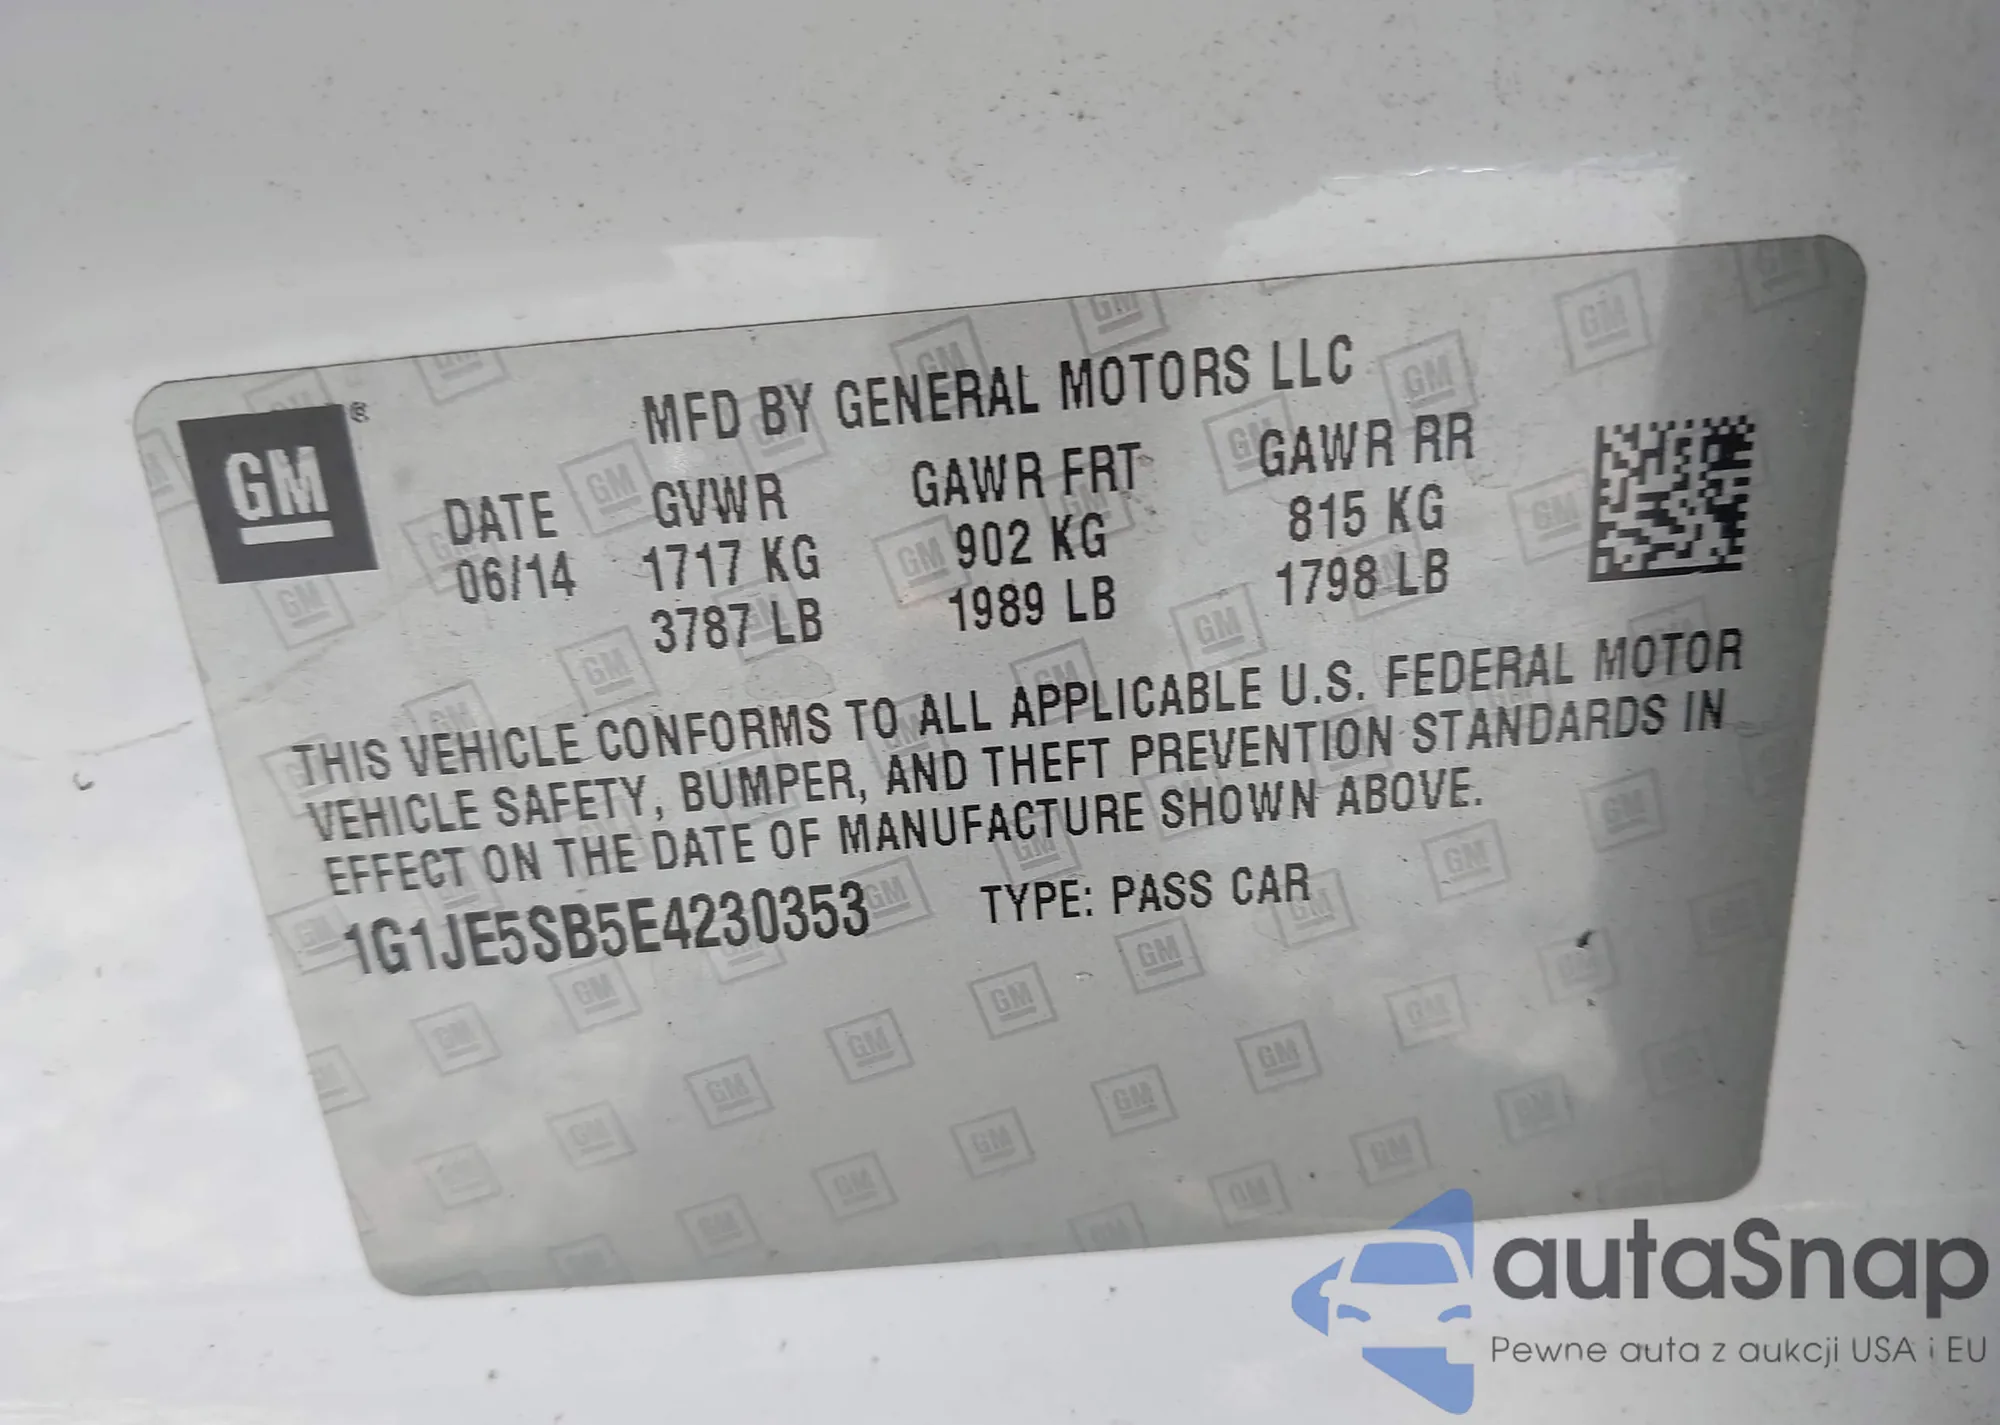 GM ®
MFD BY GENERAL MOTORS LLC
DATE GVWR GAWR FRT GAWR RR
06/14 1717 KG 902 KG 815 KG
3787 LB 1989 LB 1798 LB
THIS VEHICLE CONFORMS TO ALL APPLICABLE U.S. FEDERAL MOTOR
VEHICLE SAFETY, BUMPER, AND THEFT PREVENTION STANDARDS IN
EFFECT ON THE DATE OF MANUFACTURE SHOWN ABOVE.
1G1JE5SB5E4230353 TYPE: PASS CAR
autaSnap
Pewne auta z aukcji USA i EU